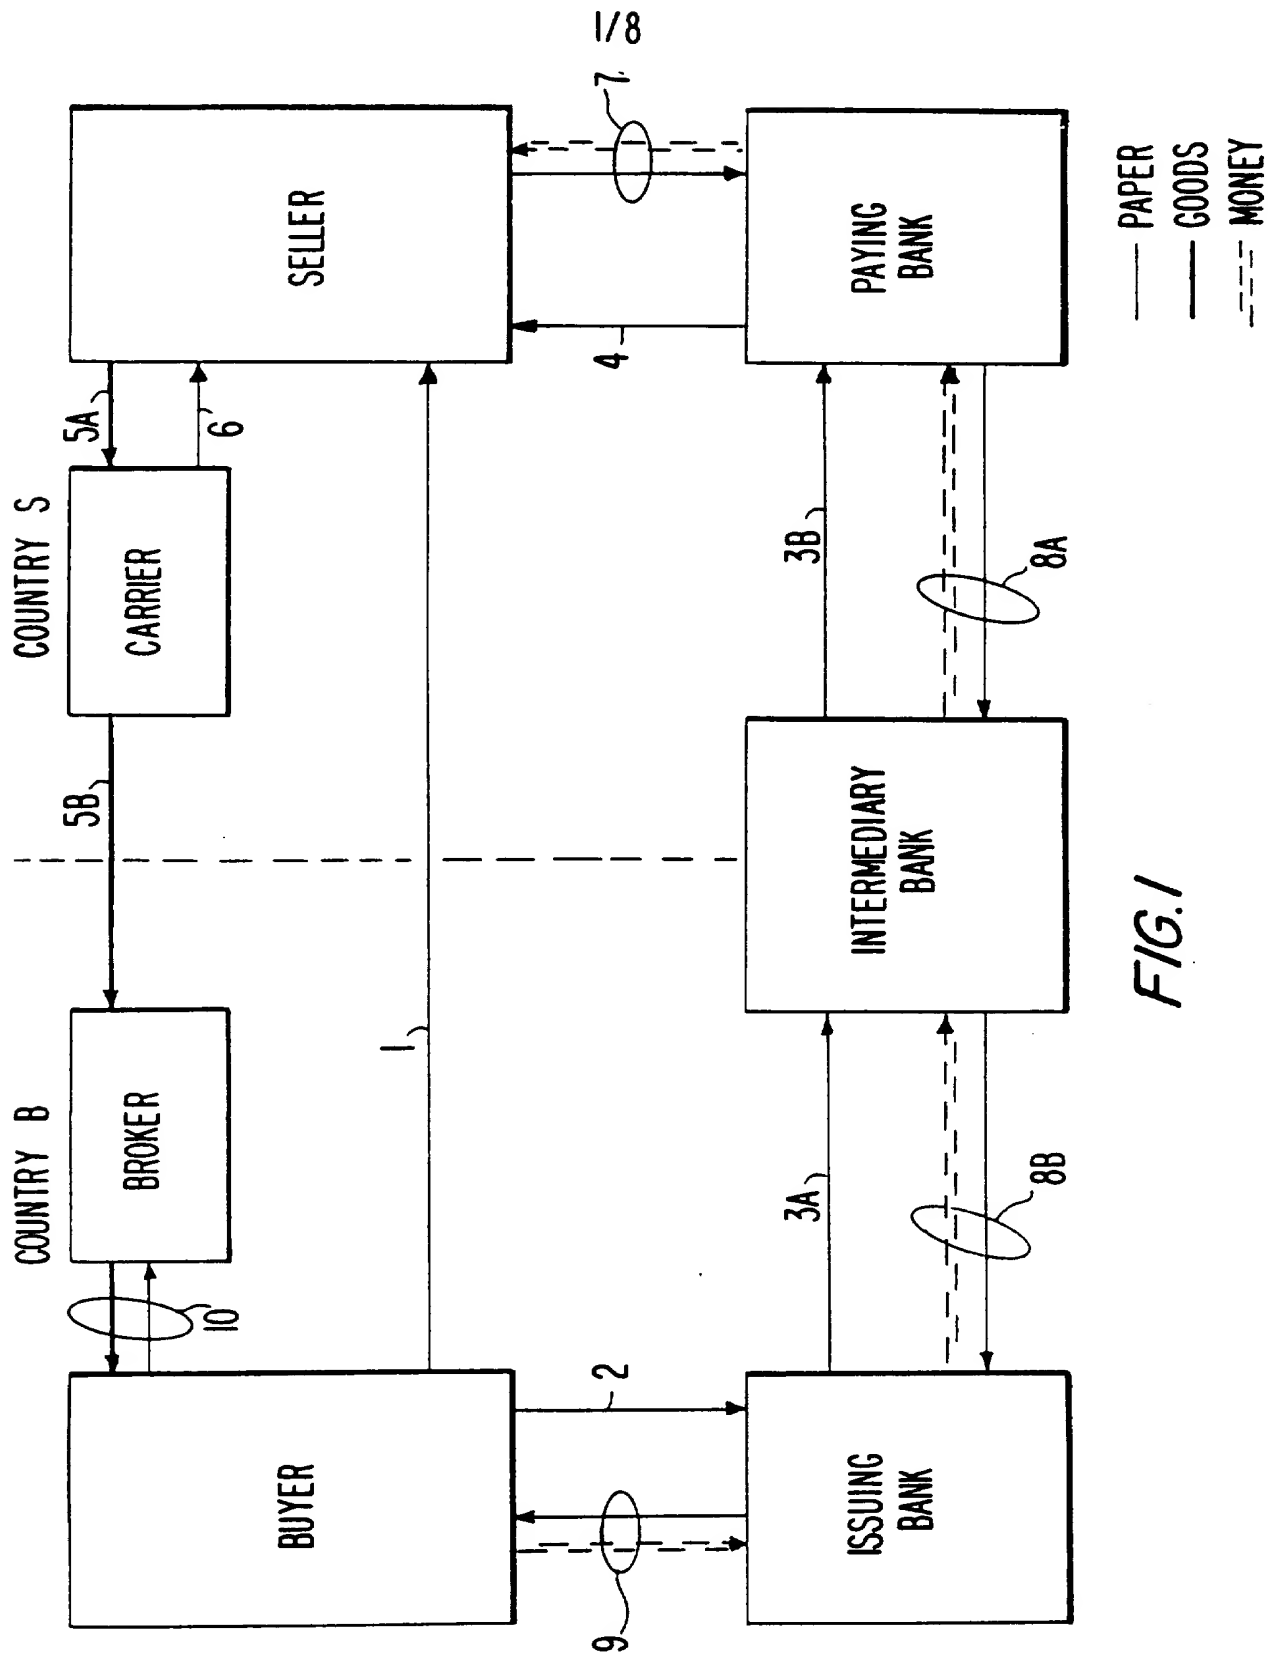 1/8
COUNTRY B
COUNTRY S
BUYER
10
BROKER
5B
CARRIER
5A
6
SELLER
1
9
2
4
7
ISSUING
BANK
3A
8B
INTERMEDIARY
BANK
3B
8A
PAYING
BANK
PAPER
GOODS
MONEY
FIG.1